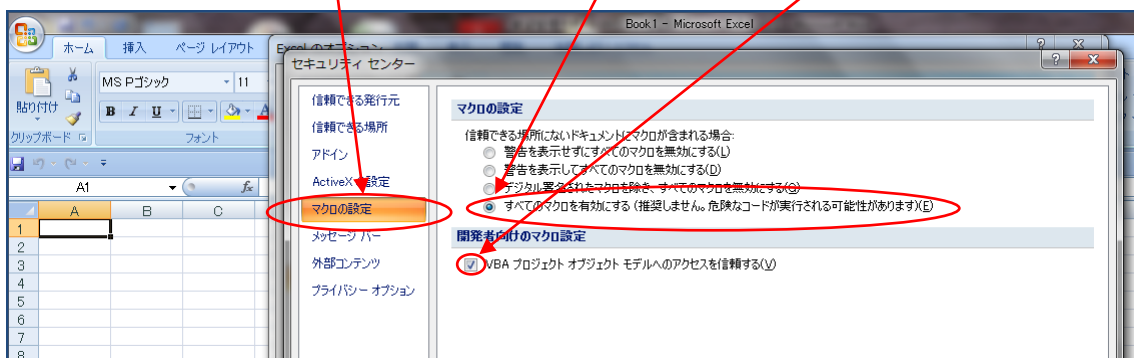 Book1 - Microsoft Excel
ホーム 挿入 ページ レイアウト
Excel のオプション
セキュリティ センター
MS Pゴシック 11
貼り付け
B I U
クリップボード フォント
A1 fx
A B C
1
2
3
4
5
6
7
8
信頼できる発行元
信頼できる場所
アドイン
ActiveX の設定
マクロの設定
メッセージ バー
外部コンテンツ
プライバシー オプション
マクロの設定
信頼できる場所にないドキュメントにマクロが含まれる場合:
警告を表示せずにすべてのマクロを無効にする(L)
警告を表示してすべてのマクロを無効にする(D)
デジタル署名されたマクロを除き、すべてのマクロを無効にする(G)
すべてのマクロを有効にする (推奨しません。危険なコードが実行される可能性があります)(E)
開発者向けのマクロ設定
VBA プロジェクト オブジェクト モデルへのアクセスを信頼する(V)